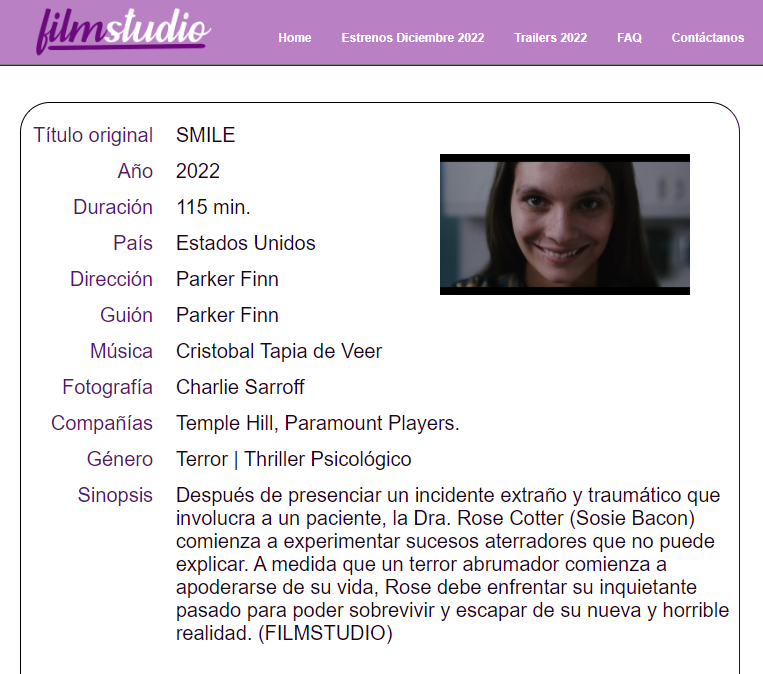 filmstudio
Home Estrenos Diciembre 2022 Trailers 2022 FAQ Contáctanos
Título original SMILE
Año 2022
Duración 115 min.
País Estados Unidos
Dirección Parker Finn
Guión Parker Finn
Música Cristobal Tapia de Veer
Fotografía Charlie Sarroff
Compañías Temple Hill, Paramount Players.
Género Terror | Thriller Psicológico
Sinopsis Después de presenciar un incidente extraño y traumático que
involucra a un paciente, la Dra. Rose Cotter (Sosie Bacon)
comienza a experimentar sucesos aterradores que no puede
explicar. A medida que un terror abrumador comienza a
apoderarse de su vida, Rose debe enfrentar su inquietante
pasado para poder sobrevivir y escapar de su nueva y horrible
realidad. (FILMSTUDIO)